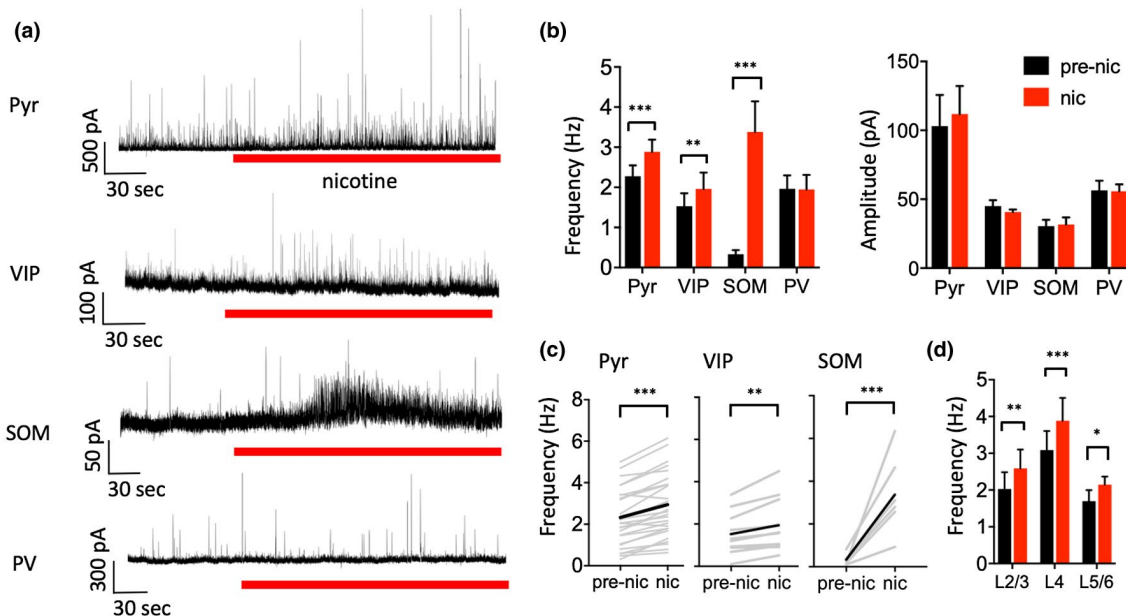 (a)
Pyr
500 pA
30 sec
nicotine
VIP
100 pA
30 sec
SOM
50 pA
30 sec
PV
300 pA
30 sec
(b)
Frequency (Hz)
5
4
3
2
1
0
***
**
***
Pyr VIP SOM PV
Amplitude (pA)
150
100
50
0
pre-nic
nic
Pyr VIP SOM PV
(c)
Pyr VIP SOM
*** ** ***
Frequency (Hz)
8
6
4
2
0
pre-nic nic pre-nic nic pre-nic nic
(d)
Frequency (Hz)
5
4
3
2
1
0
**
***
*
L2/3 L4 L5/6